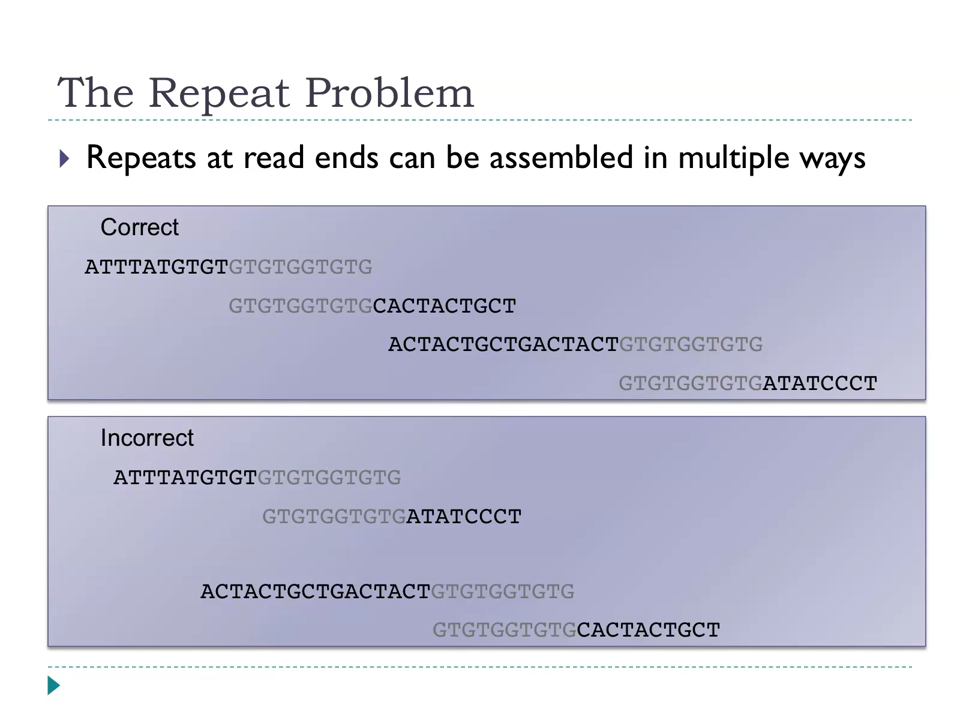 The Repeat Problem
Repeats at read ends can be assembled in multiple ways
Correct
ATTTATGTGTGTGTGGTGTG
GTGTGGTGTGCACTACTGCT
ACTACTGCTGACTACTGTGTGGTGTG
GTGTGGTGTGATATCCCT
Incorrect
ATTTATGTGTGTGTGGTGTG
GTGTGGTGTGATATCCCT
ACTACTGCTGACTACTGTGTGGTGTG
GTGTGGTGTGCACTACTGCT